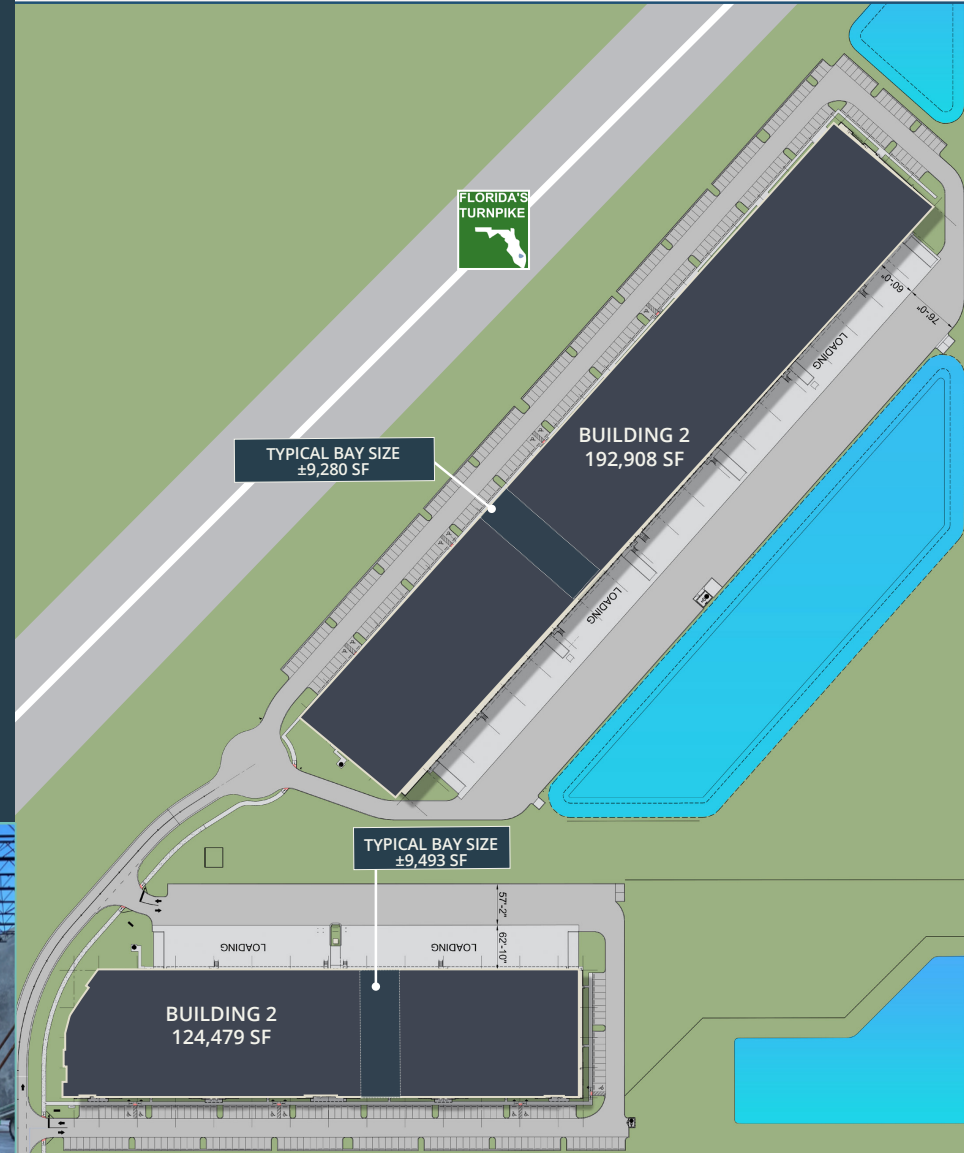 FLORIDA'S
TURNPIKE
60'-0"
76'-0"
LOADING
BUILDING 2
192,908 SF
TYPICAL BAY SIZE
±9,280 SF
LOADING
TYPICAL BAY SIZE
±9,493 SF
57'-2"
62'-10"
LOADING
LOADING
BUILDING 2
124,479 SF